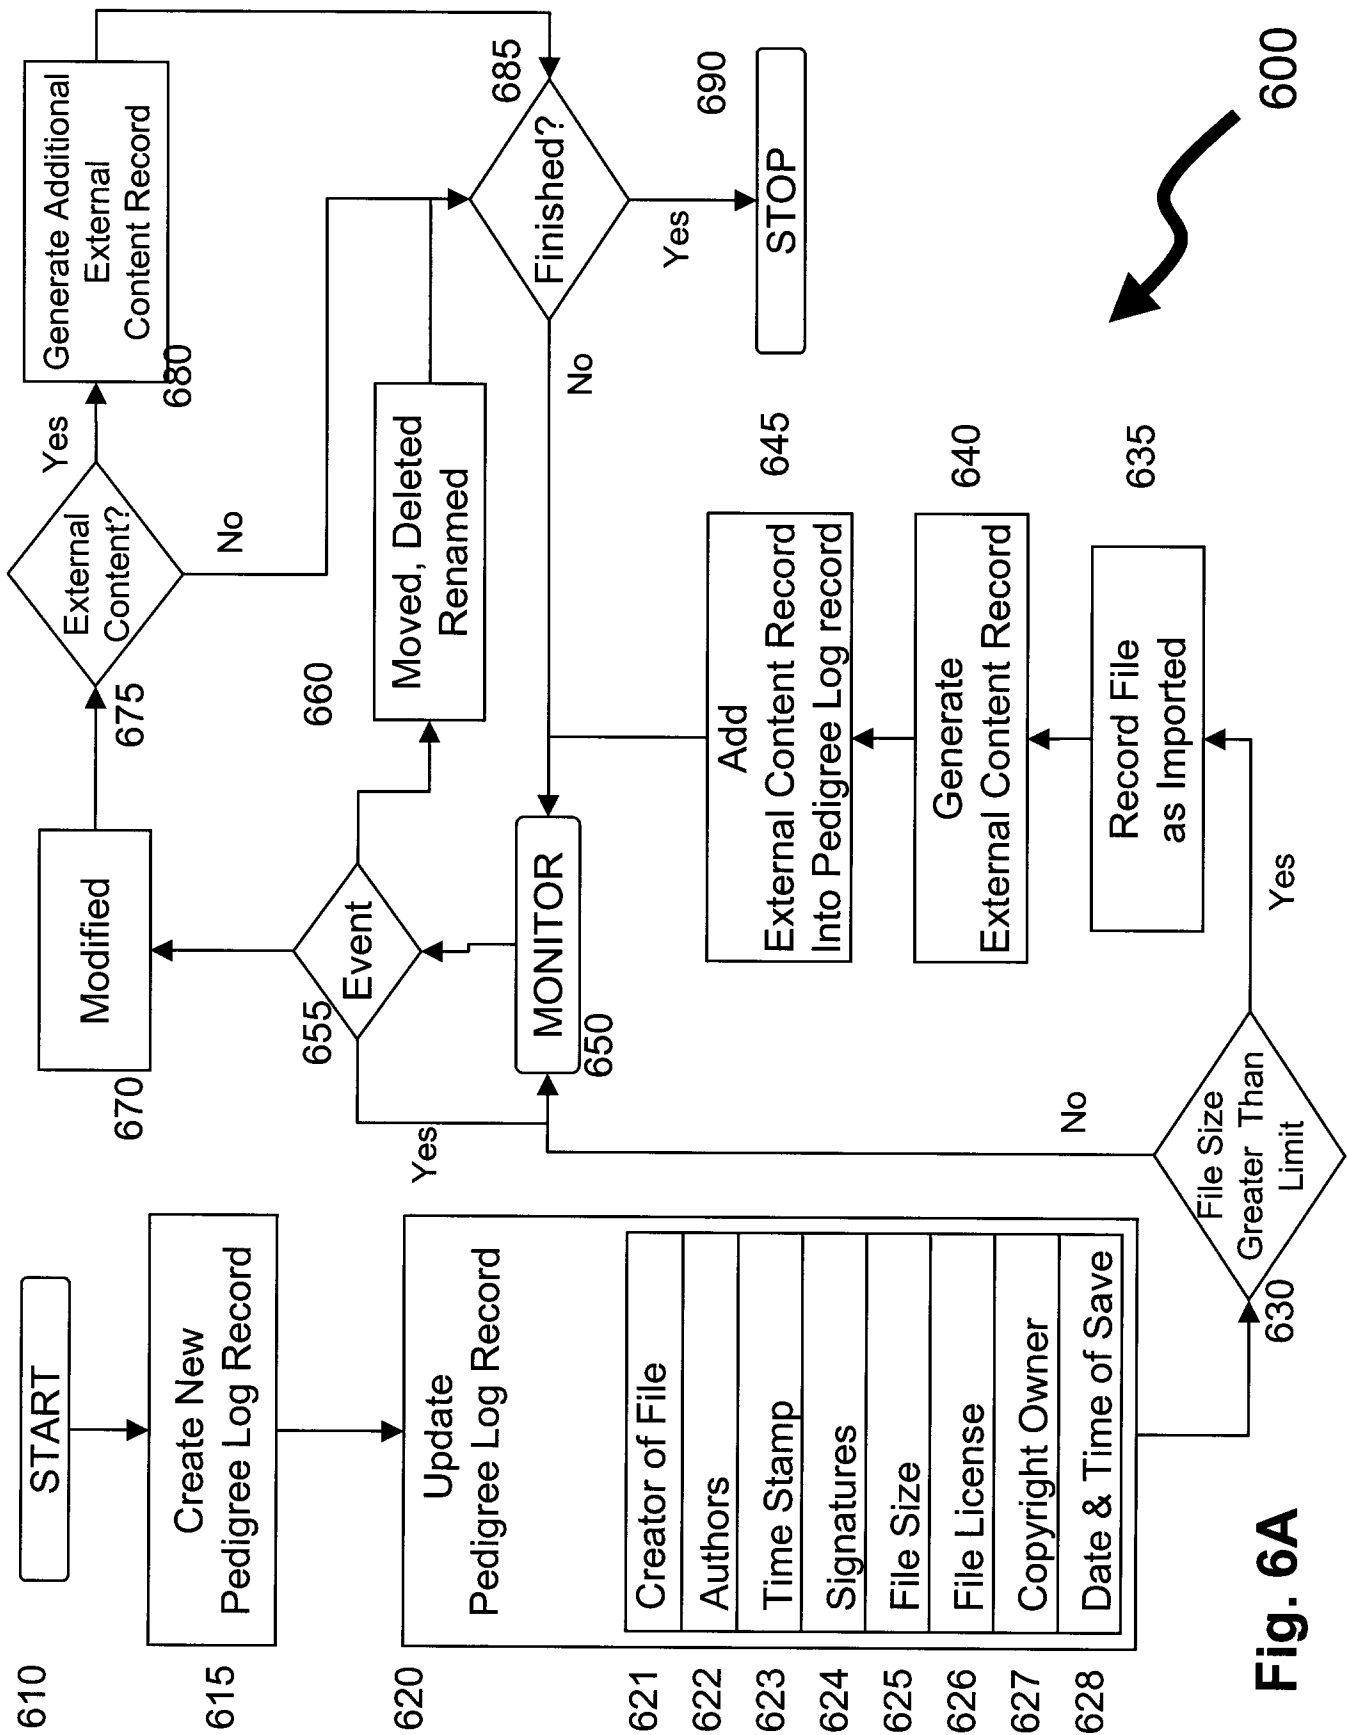 610
START
615
Create New
Pedigree Log Record
620
Update
Pedigree Log Record
621
Creator of File
622
Authors
623
Time Stamp
624
Signatures
625
File Size
626
File License
627
Copyright Owner
628
Date & Time of Save
630
File Size
Greater Than
Limit
No
Yes
635
Record File
as Imported
640
Generate
External Content Record
645
Add
External Content Record
Into Pedigree Log record
650
MONITOR
655
Event
Yes
660
Moved, Deleted
Renamed
670
Modified
675
External
Content?
Yes
No
680
Generate Additional
External
Content Record
685
Finished?
No
Yes
690
STOP
600
Fig. 6A